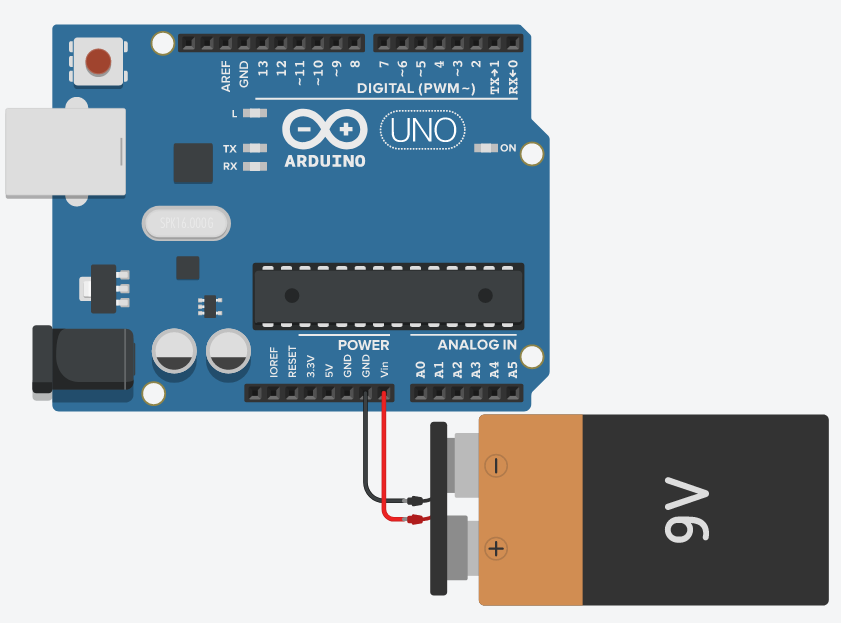 AREF
GND
13
12
~11
~10
~9
8
7
~6
~5
4
~3
2
TX→1
RX←0
DIGITAL (PWM~)
L
TX
RX
ARDUINO
UNO
ON
SPK16.000G
POWER
ANALOG IN
IOREF
RESET
3.3V
5V
GND
GND
Vin
A0
A1
A2
A3
A4
A5
9V